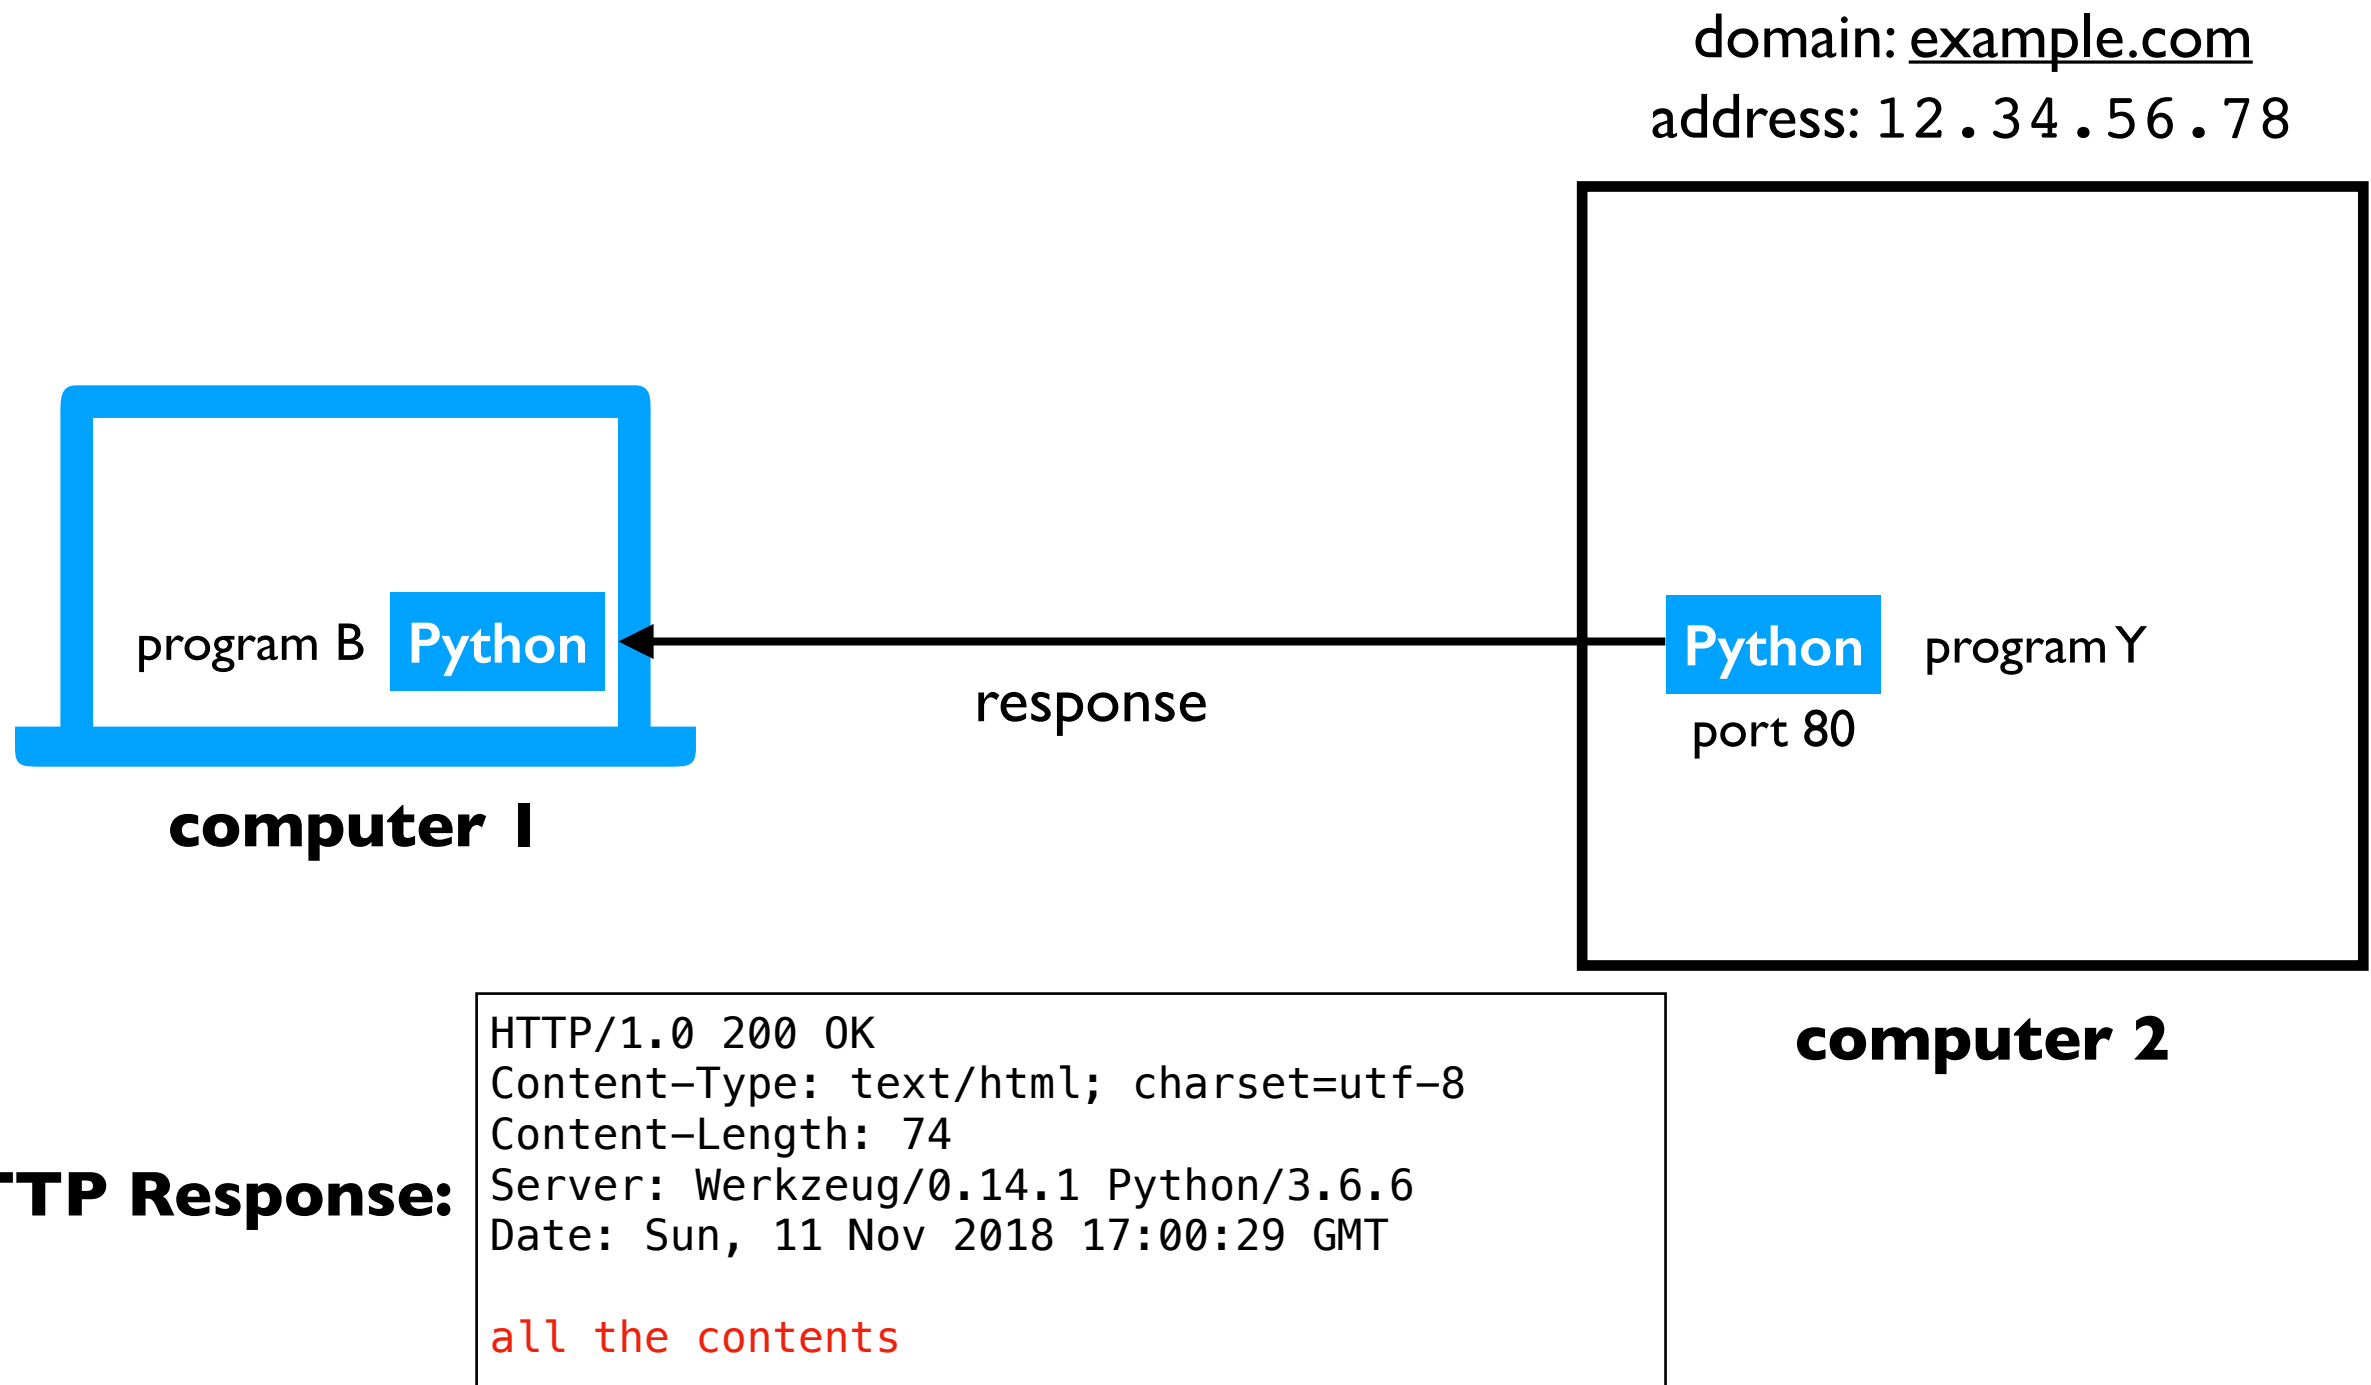 domain: example.com
address: 12.34.56.78
program B
Python
response
Python
program Y
port 80
computer 1
computer 2
TTP Response:
HTTP/1.0 200 OK
Content-Type: text/html; charset=utf-8
Content-Length: 74
Server: Werkzeug/0.14.1 Python/3.6.6
Date: Sun, 11 Nov 2018 17:00:29 GMT
all the contents